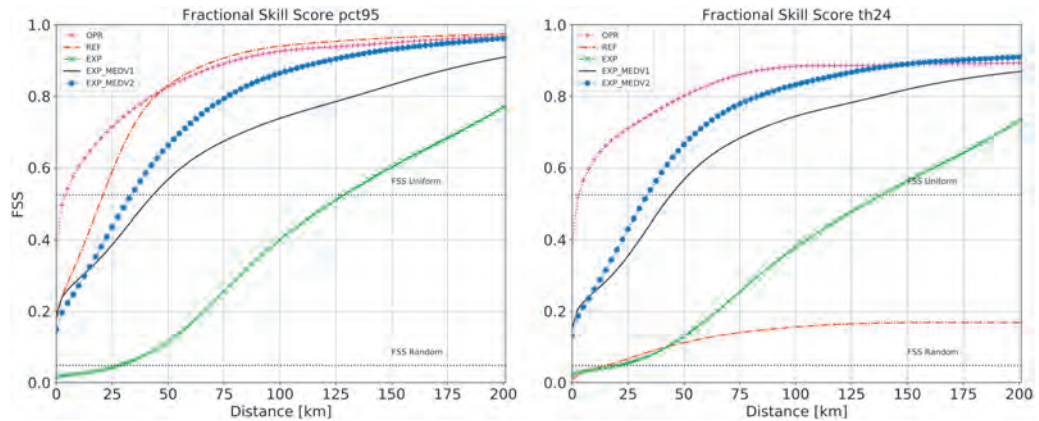 Fractional Skill Score pct95
1.0
0.8
0.6
0.4
0.2
0.0
FSS
OPR
REF
EXP
EXP_MEDV1
EXP_MEDV2
FSS Uniform
FSS Random
0 25 50 75 100 125 150 175 200
Distance [km]
Fractional Skill Score th24
1.0
0.8
0.6
0.4
0.2
0.0
OPR
REF
EXP
EXP_MEDV1
EXP_MEDV2
FSS Uniform
FSS Random
0 25 50 75 100 125 150 175 200
Distance [km]